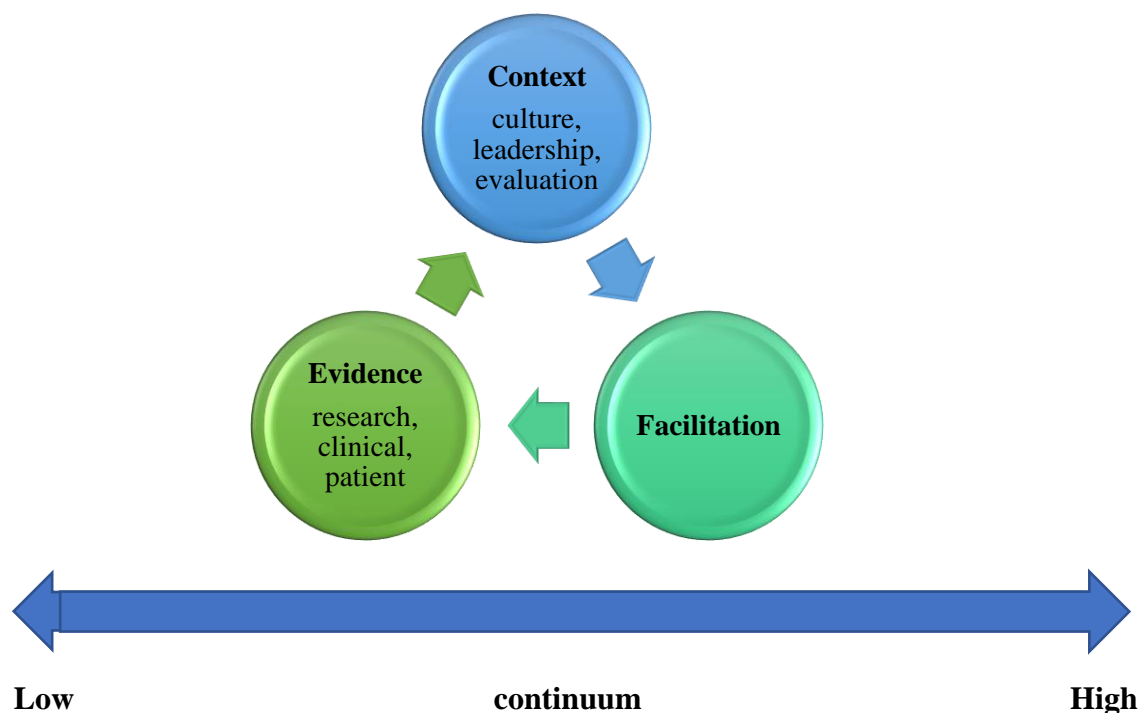 Context
culture,
leadership,
evaluation
Evidence
research,
clinical,
patient
Facilitation
Low continuum High